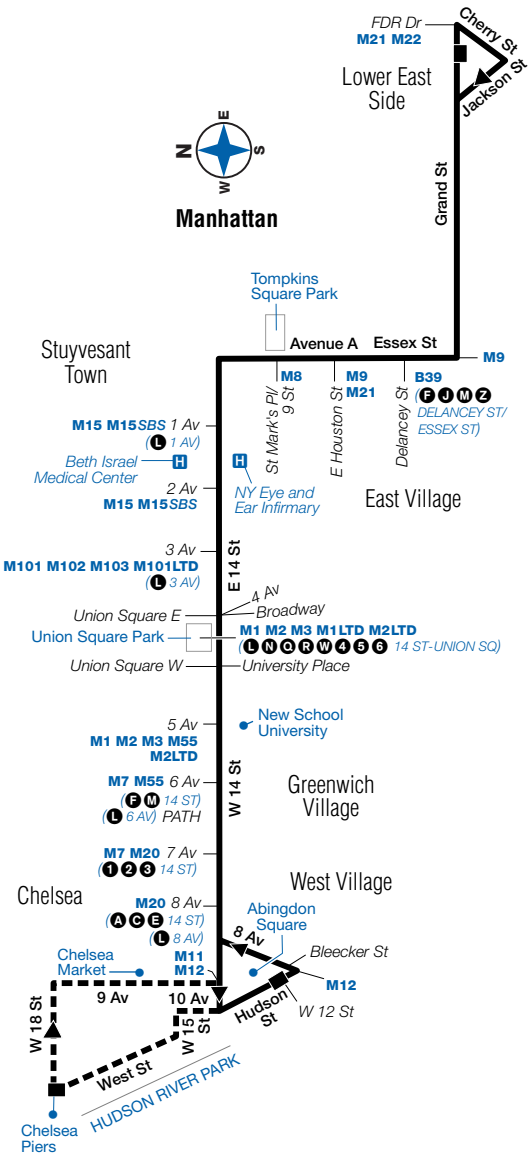 FDR Dr
M21 M22
Cherry St
Jackson St
Lower East
Side
E
N
S
W
Manhattan
Grand St
Tompkins
Square Park
Avenue A
Essex St
M9
Stuyvesant
Town
M8
St Mark's Pl/
9 St
M9
M21
E Houston St
B39
(F J M Z
DELANCEY ST/
ESSEX ST)
Delancey St
M15 M15SBS 1 Av
(L 1 AV)
H
Beth Israel
Medical Center
H
NY Eye and
Ear Infirmary
East Village
2 Av
M15 M15SBS
3 Av
M101 M102 M103 M101LTD
(L 3 AV)
E 14 St
4 Av
Union Square E
Broadway
Union Square Park
M1 M2 M3 M1LTD M2LTD
(L N Q R W 4 5 6 14 ST-UNION SQ)
Union Square W
University Place
5 Av
M1 M2 M3 M55
M2LTD
New School
University
W 14 St
M7 M55 6 Av
(F M 14 ST)
(L 6 AV) PATH
Greenwich
Village
M7 M20 7 Av
(1 2 3 14 ST)
West Village
Chelsea
M20 8 Av
(A C E 14 ST)
(L 8 AV)
Abingdon
Square
8 Av
Bleecker St
Chelsea
Market
M11
M12
M12
9 Av
10 Av
Hudson
St
W 12 St
W 18 St
W 15
St
West St
HUDSON RIVER PARK
Chelsea
Piers